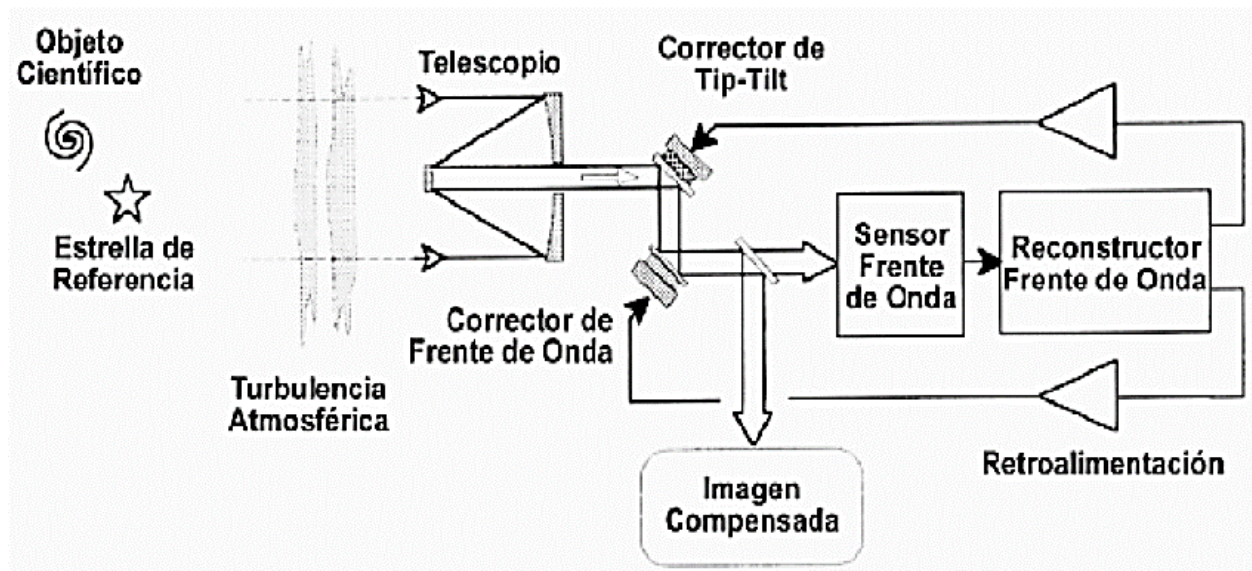 Objeto
Científico
Estrella de
Referencia
Turbulencia
Atmosférica
Telescopio
Corrector de
Tip-Tilt
Corrector de
Frente de Onda
Sensor
Frente
de Onda
Reconstructor
Frente de Onda
Imagen
Compensada
Retroalimentación